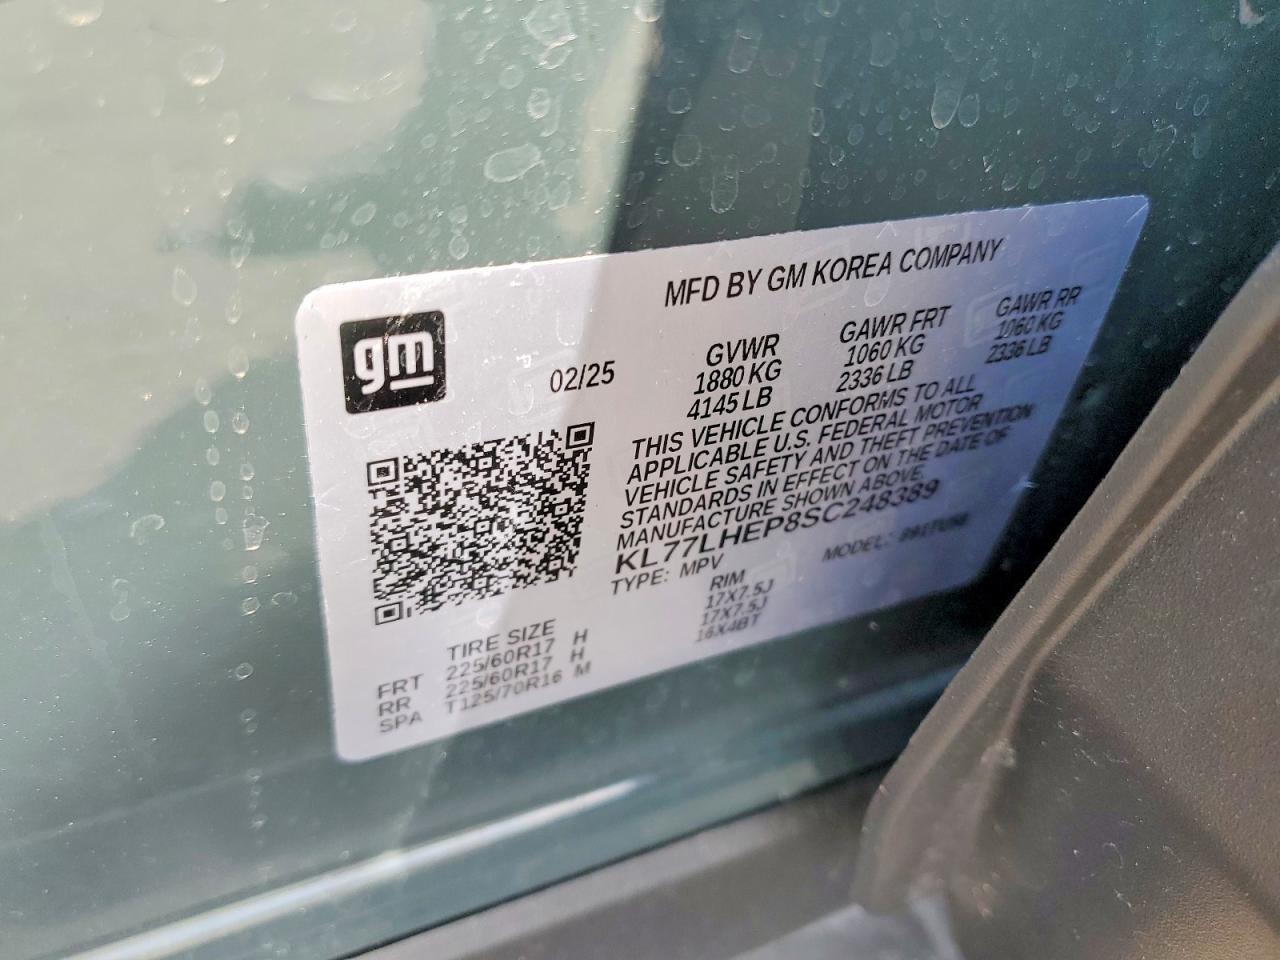 MFD BY GM KOREA COMPANY
gm
02/25
GVWR GAWR FRT GAWR RR
1880 KG 1060 KG 1060 KG
4145 LB 2336 LB 2336 LB
THIS VEHICLE CONFORMS TO ALL
APPLICABLE U.S. FEDERAL MOTOR
VEHICLE SAFETY AND THEFT PREVENTION
STANDARDS IN EFFECT ON THE DATE OF
MANUFACTURE SHOWN ABOVE.
KL77LHEP8SC248389
TYPE: MPV MODEL:
TIRE SIZE RIM
FRT 225/60R17 H 17X7.5J
RR 225/60R17 H 17X7.5J
SPA T125/70R16 M 16X4BT